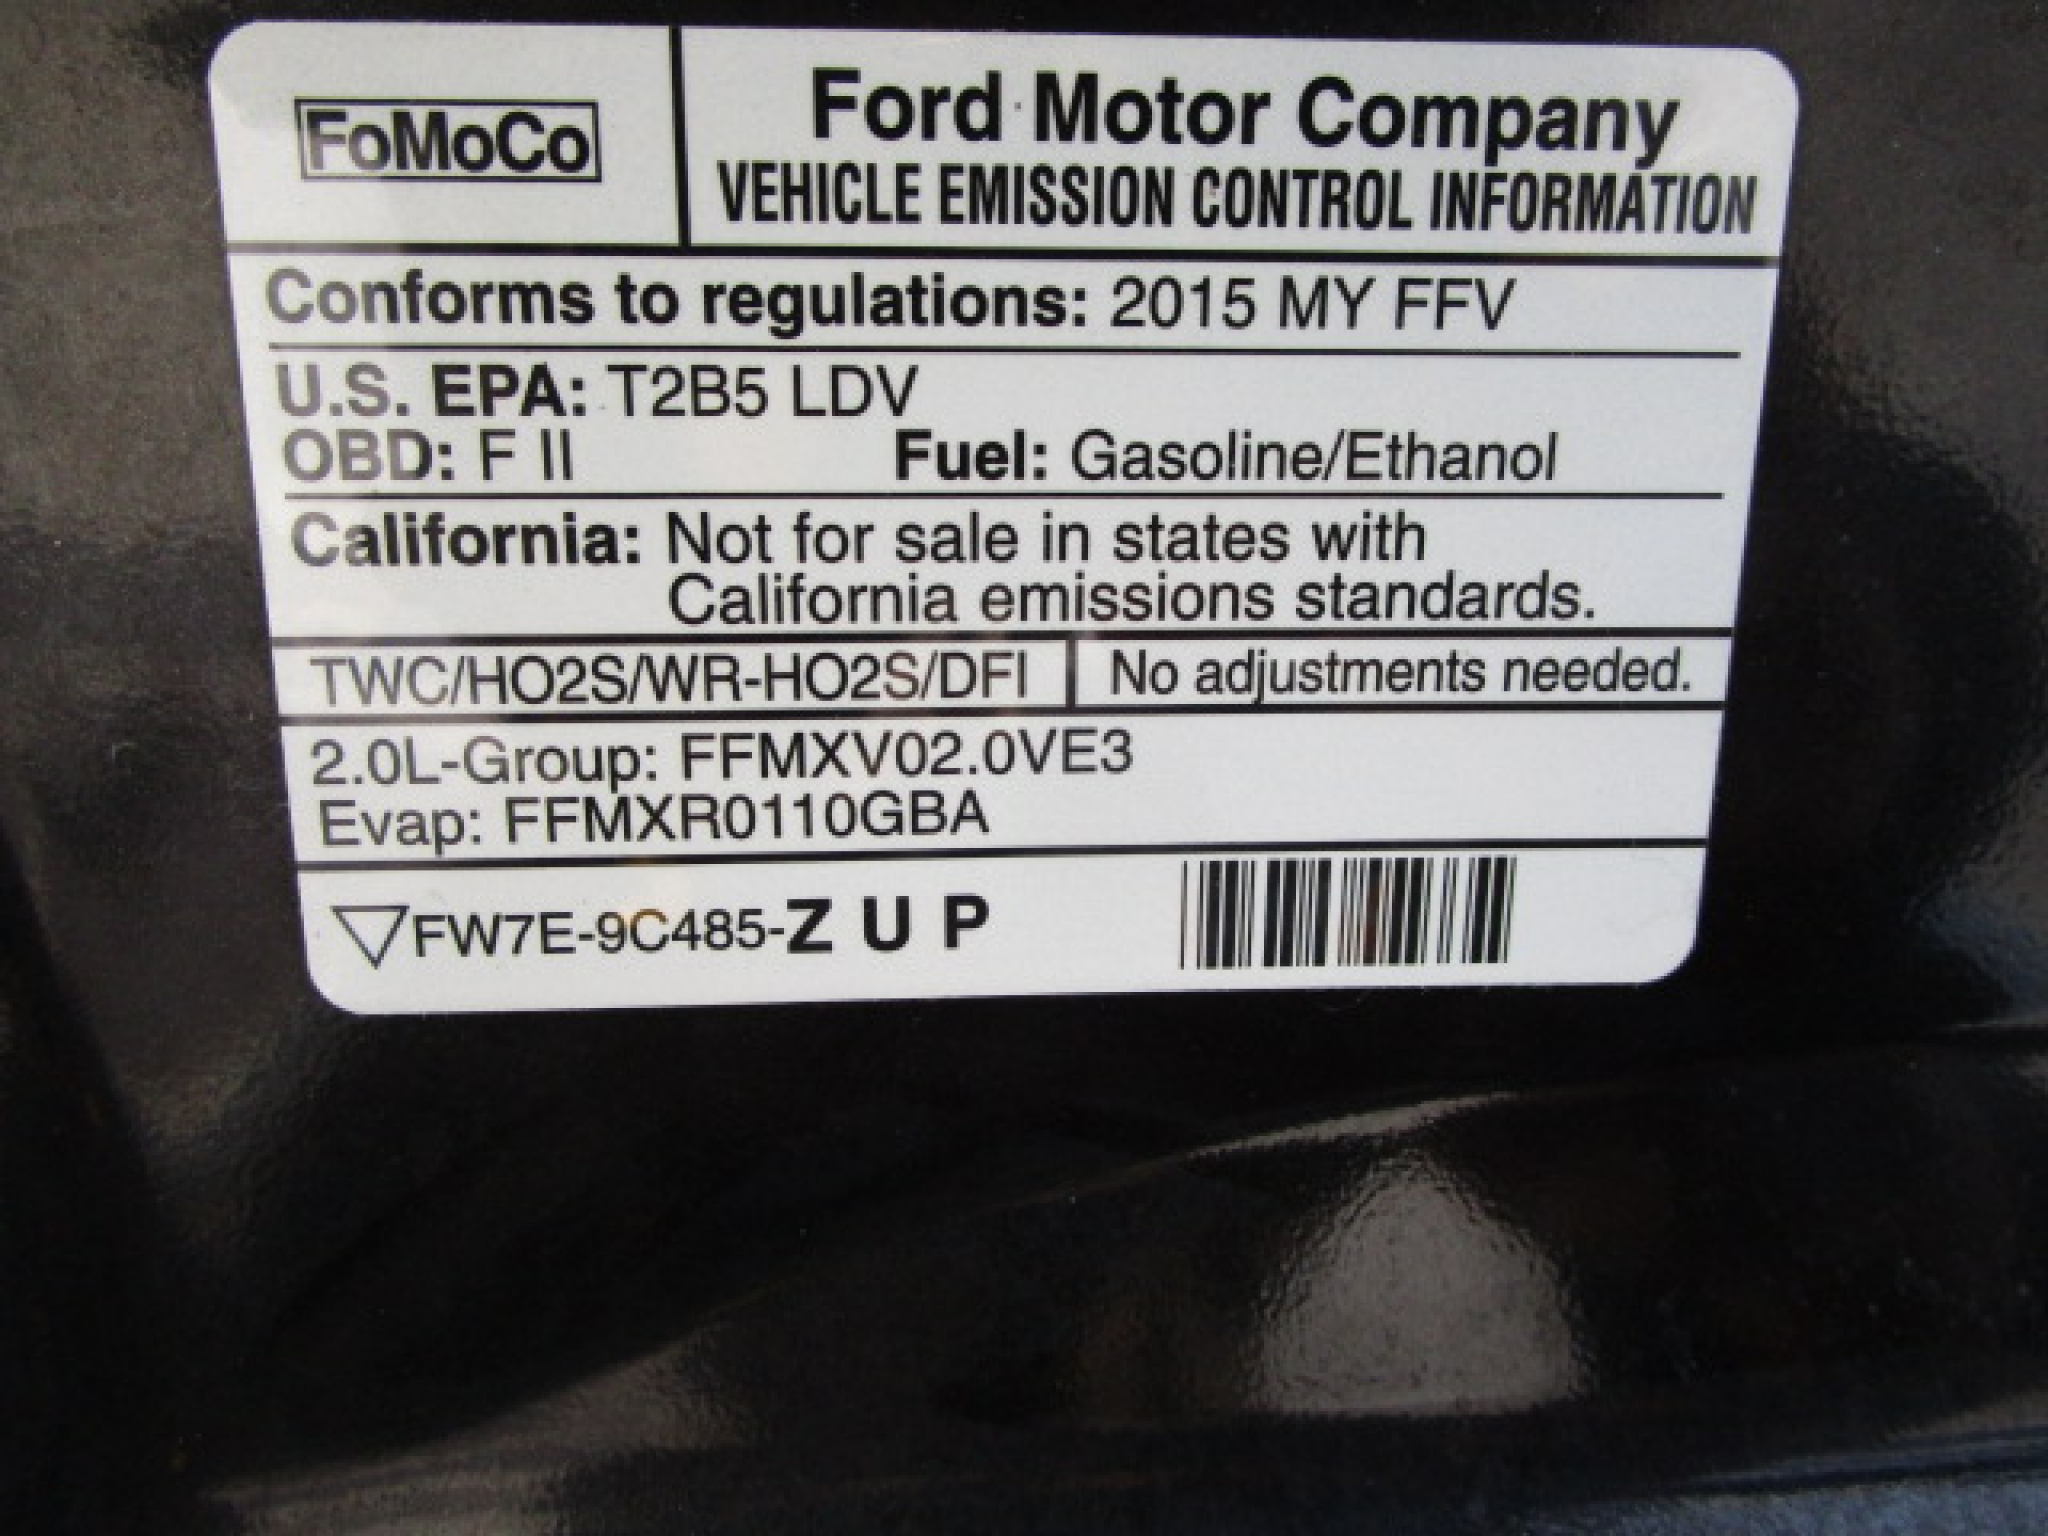 FoMoCo
Ford Motor Company
VEHICLE EMISSION CONTROL INFORMATION
Conforms to regulations: 2015 MY FFV
U.S. EPA: T2B5 LDV
OBD: F II Fuel: Gasoline/Ethanol
California: Not for sale in states with
California emissions standards.
TWC/HO2S/WR-HO2S/DFI No adjustments needed.
2.0L-Group: FFMXV02.0VE3
Evap: FFMXR0110GBA
FW7E-9C485-Z U P